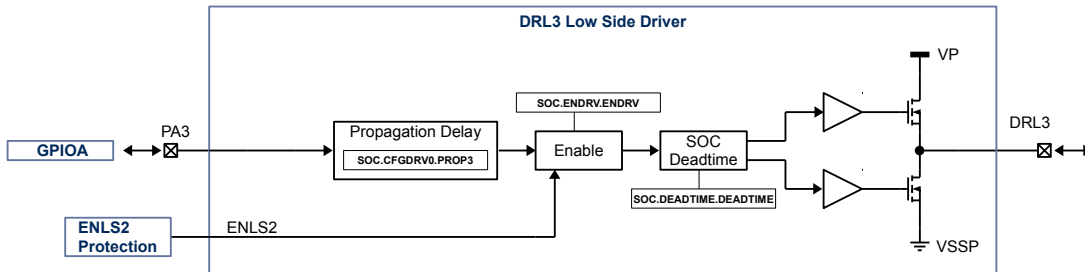 DRL3 Low Side Driver
VP
SOC.ENDRV.ENDRV
PA3
Propagation Delay
SOC
Deadtime
DRL3
GPIOA
SOC.CFGDRV0.PROP3
Enable
SOC.DEADTIME.DEADTIME
ENLS2
Protection
ENLS2
VSSP